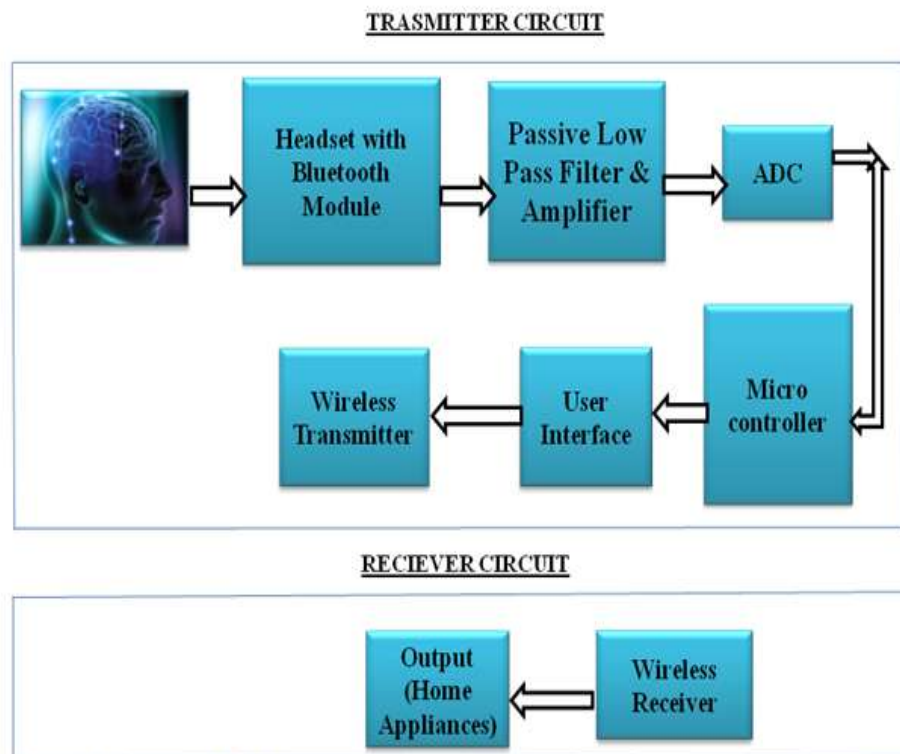 TRASMITTER CIRCUIT
Headset with
Bluetooth
Module
Passive Low
Pass Filter &
Amplifier
ADC
Micro
controller
User
Interface
Wireless
Transmitter
RECIEVER CIRCUIT
Output
(Home
Appliances)
Wireless
Receiver